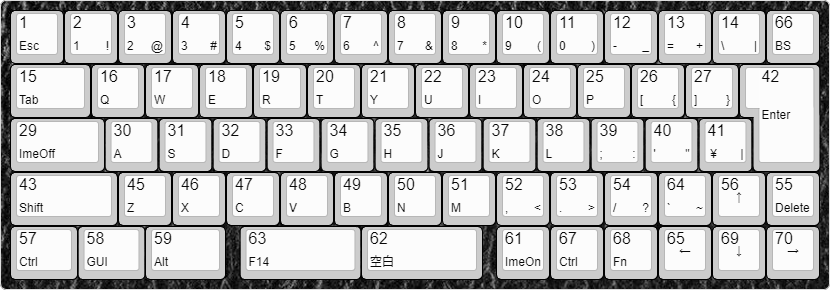 1 2 3 4 5 6 7 8 9 10 11 12 13 14 66
Esc 1 ! 2 @ 3 # 4 $ 5 % 6 ^ 7 & 8 * 9 ( 0 ) - _ = + \ | BS
15 16 17 18 19 20 21 22 23 24 25 26 27 42
Tab Q W E R T Y U I O P [ { ] }
Enter
29 30 31 32 33 34 35 36 37 38 39 40 41
ImeOff A S D F G H J K L ; : ' " ¥ |
43 45 46 47 48 49 50 51 52 53 54 64 56 55
Shift Z X C V B N M , < . > / ? ` ~ ↑ Delete
57 58 59 63 62 61 67 68 65 69 70
Ctrl GUI Alt F14 空白 ImeOn Ctrl Fn ← ↓ →